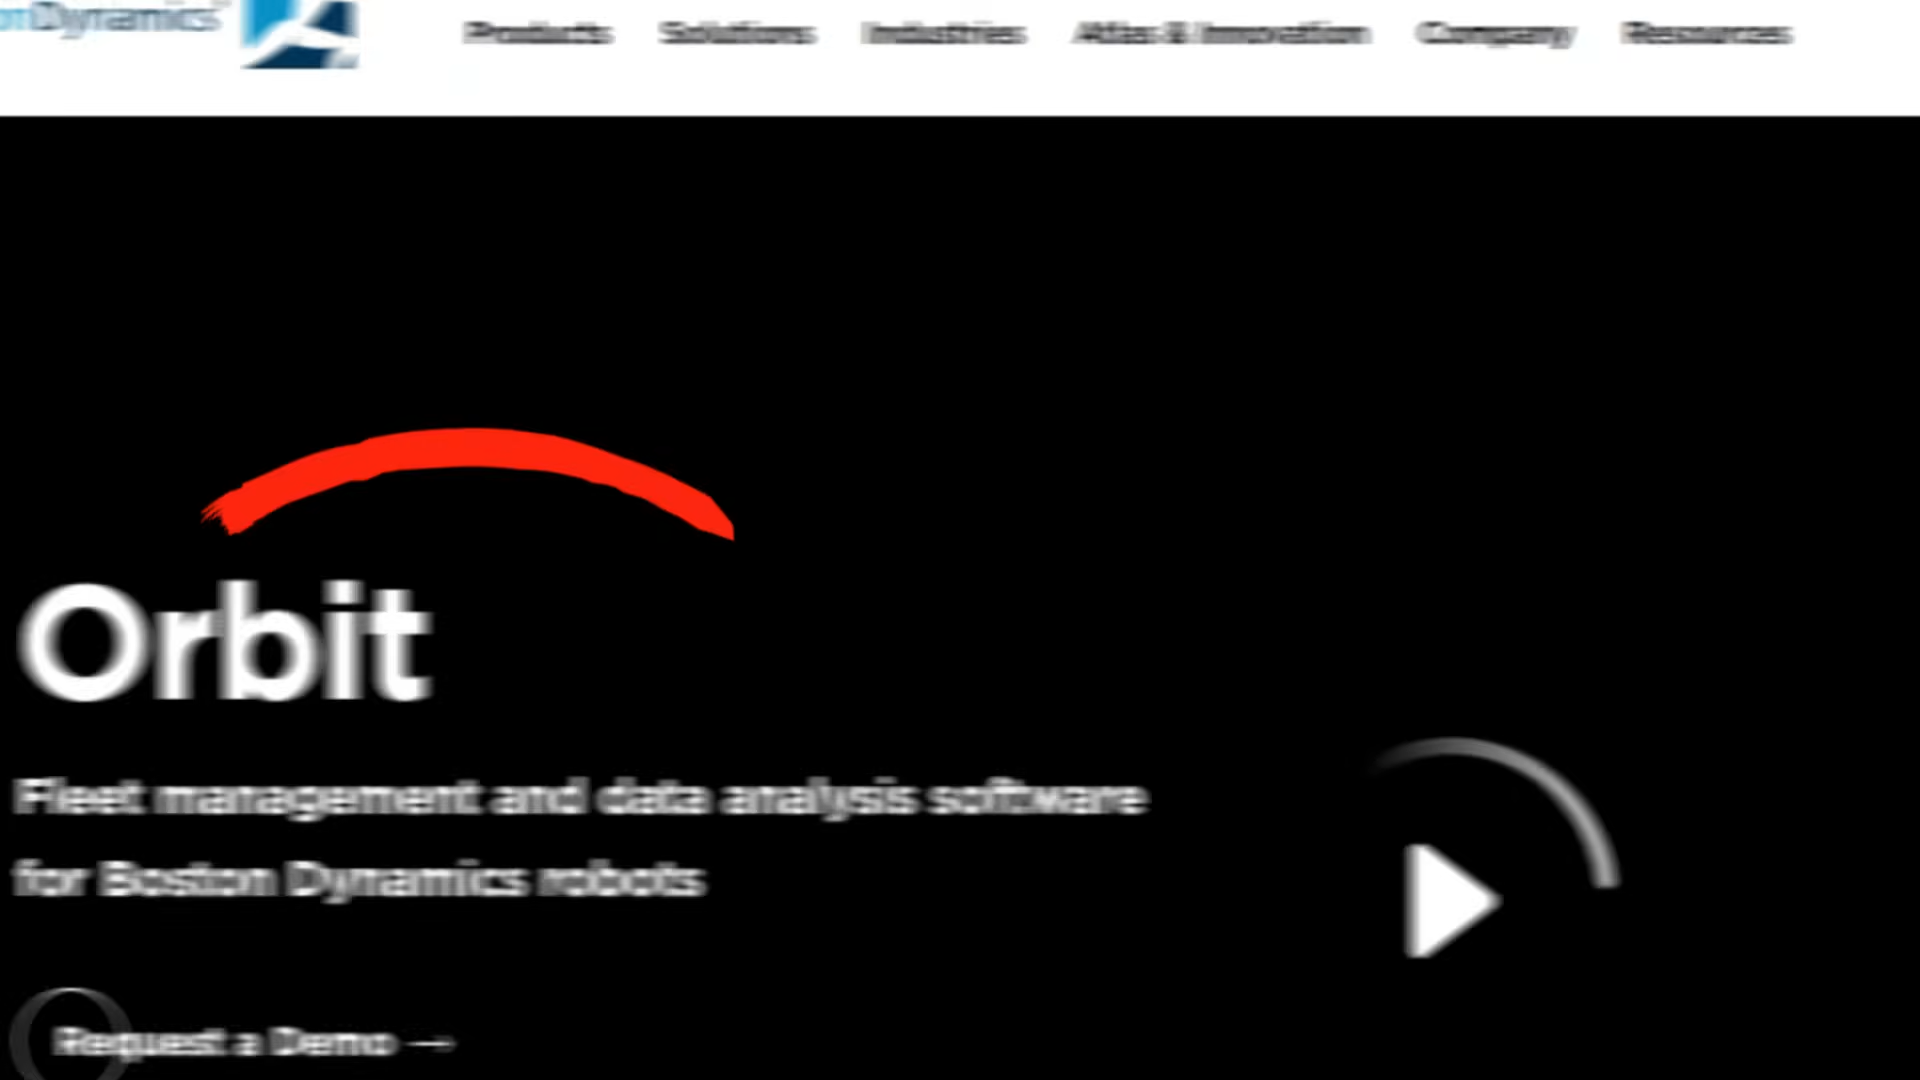 onDynamics
Products Solutions Industries Atlas & Innovation Company Resources
Orbit
Fleet management and data analysis software
for Boston Dynamics robots
Request a Demo →